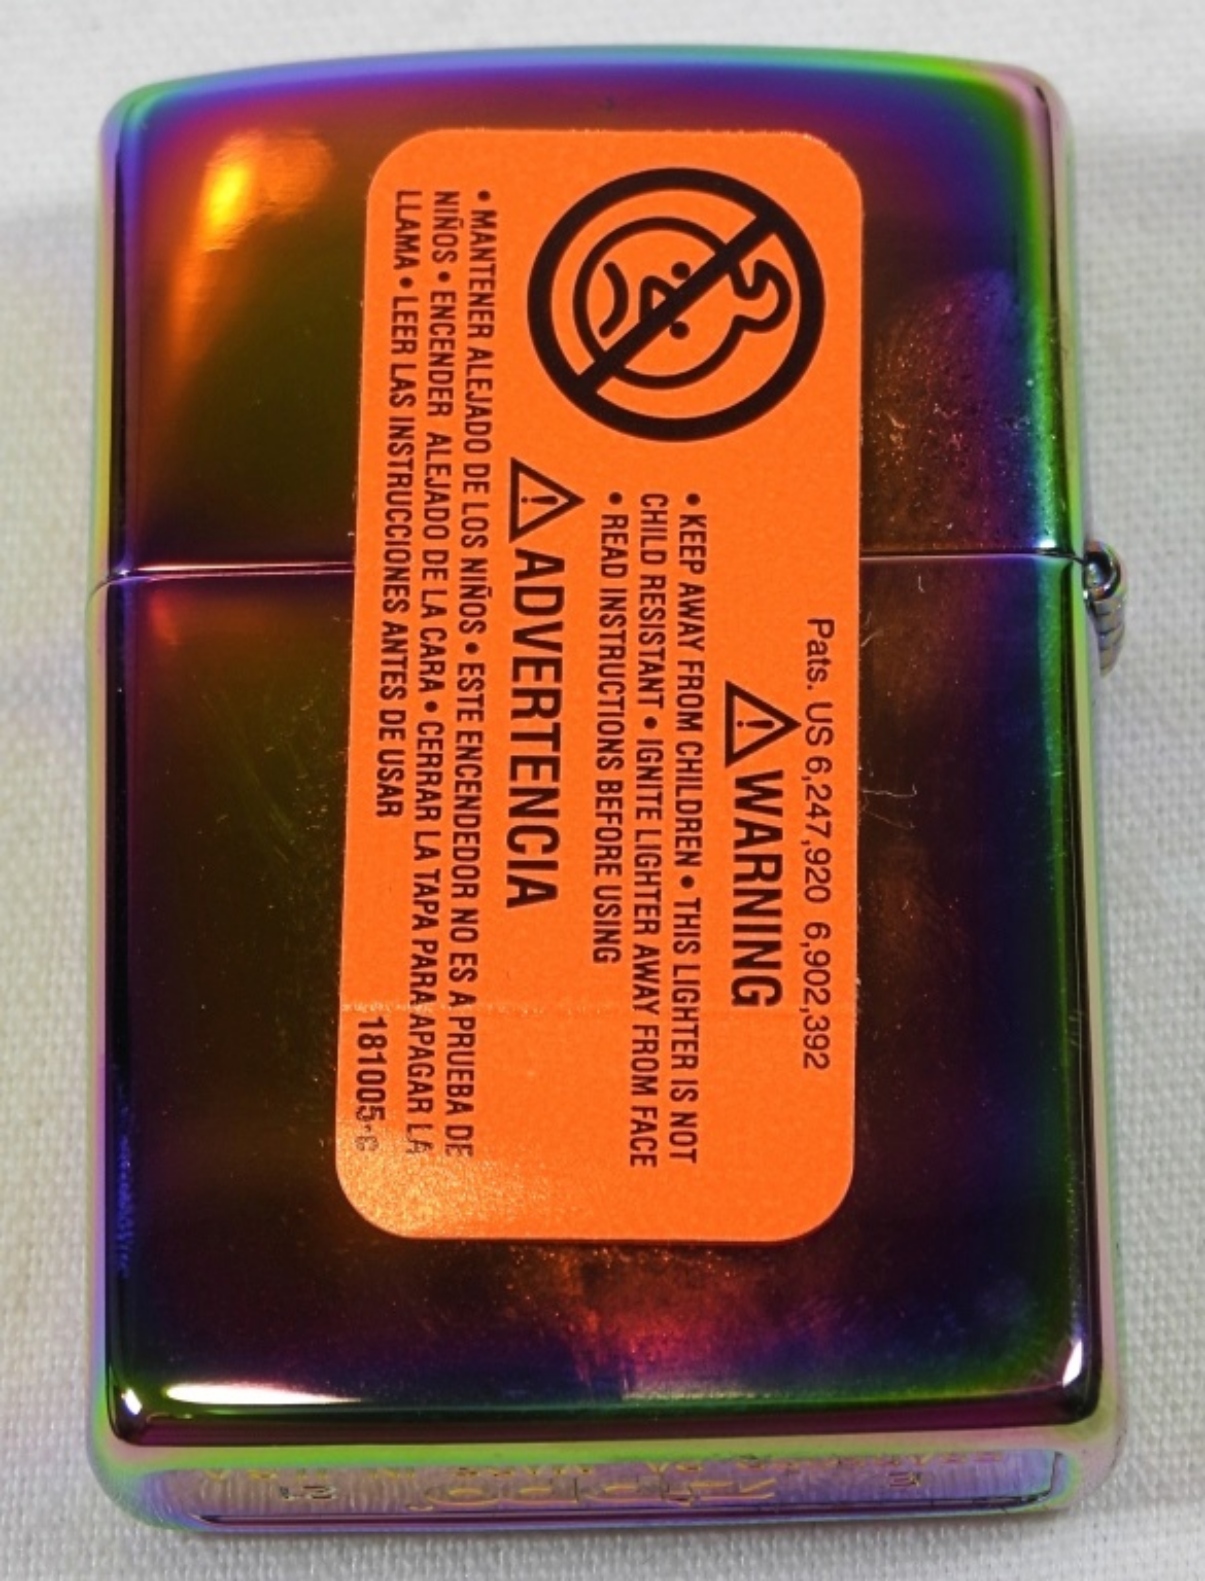 Pats. US 6,247,920 6,902,392
WARNING
• KEEP AWAY FROM CHILDREN • THIS LIGHTER IS NOT
CHILD RESISTANT • IGNITE LIGHTER AWAY FROM FACE
• READ INSTRUCTIONS BEFORE USING
ADVERTENCIA
• MANTENER ALEJADO DE LOS NIÑOS • ESTE ENCENDEDOR NO ES A PRUEBA DE
NIÑOS • ENCENDER ALEJADO DE LA CARA • CERRAR LA TAPA PARA APAGAR LA
LLAMA • LEER LAS INSTRUCCIONES ANTES DE USAR
181005
Zippo